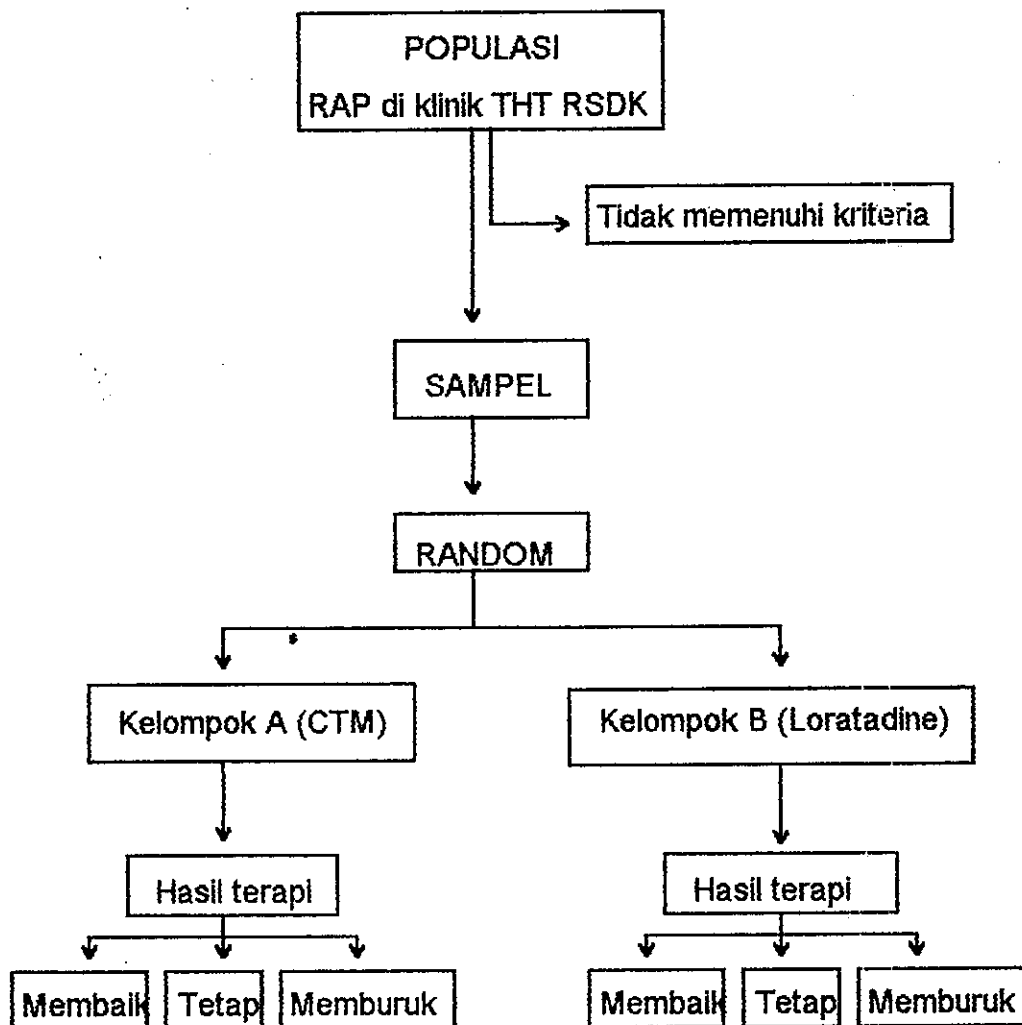 POPULASI
RAP di klinik THT RSDK
Tidak memenuhi kriteria
SAMPEL
RANDOM
Kelompok A (CTM)
Kelompok B (Loratadine)
Hasil terapi
Hasil terapi
Membaik
Tetap
Memburuk
Membaik
Tetap
Memburuk